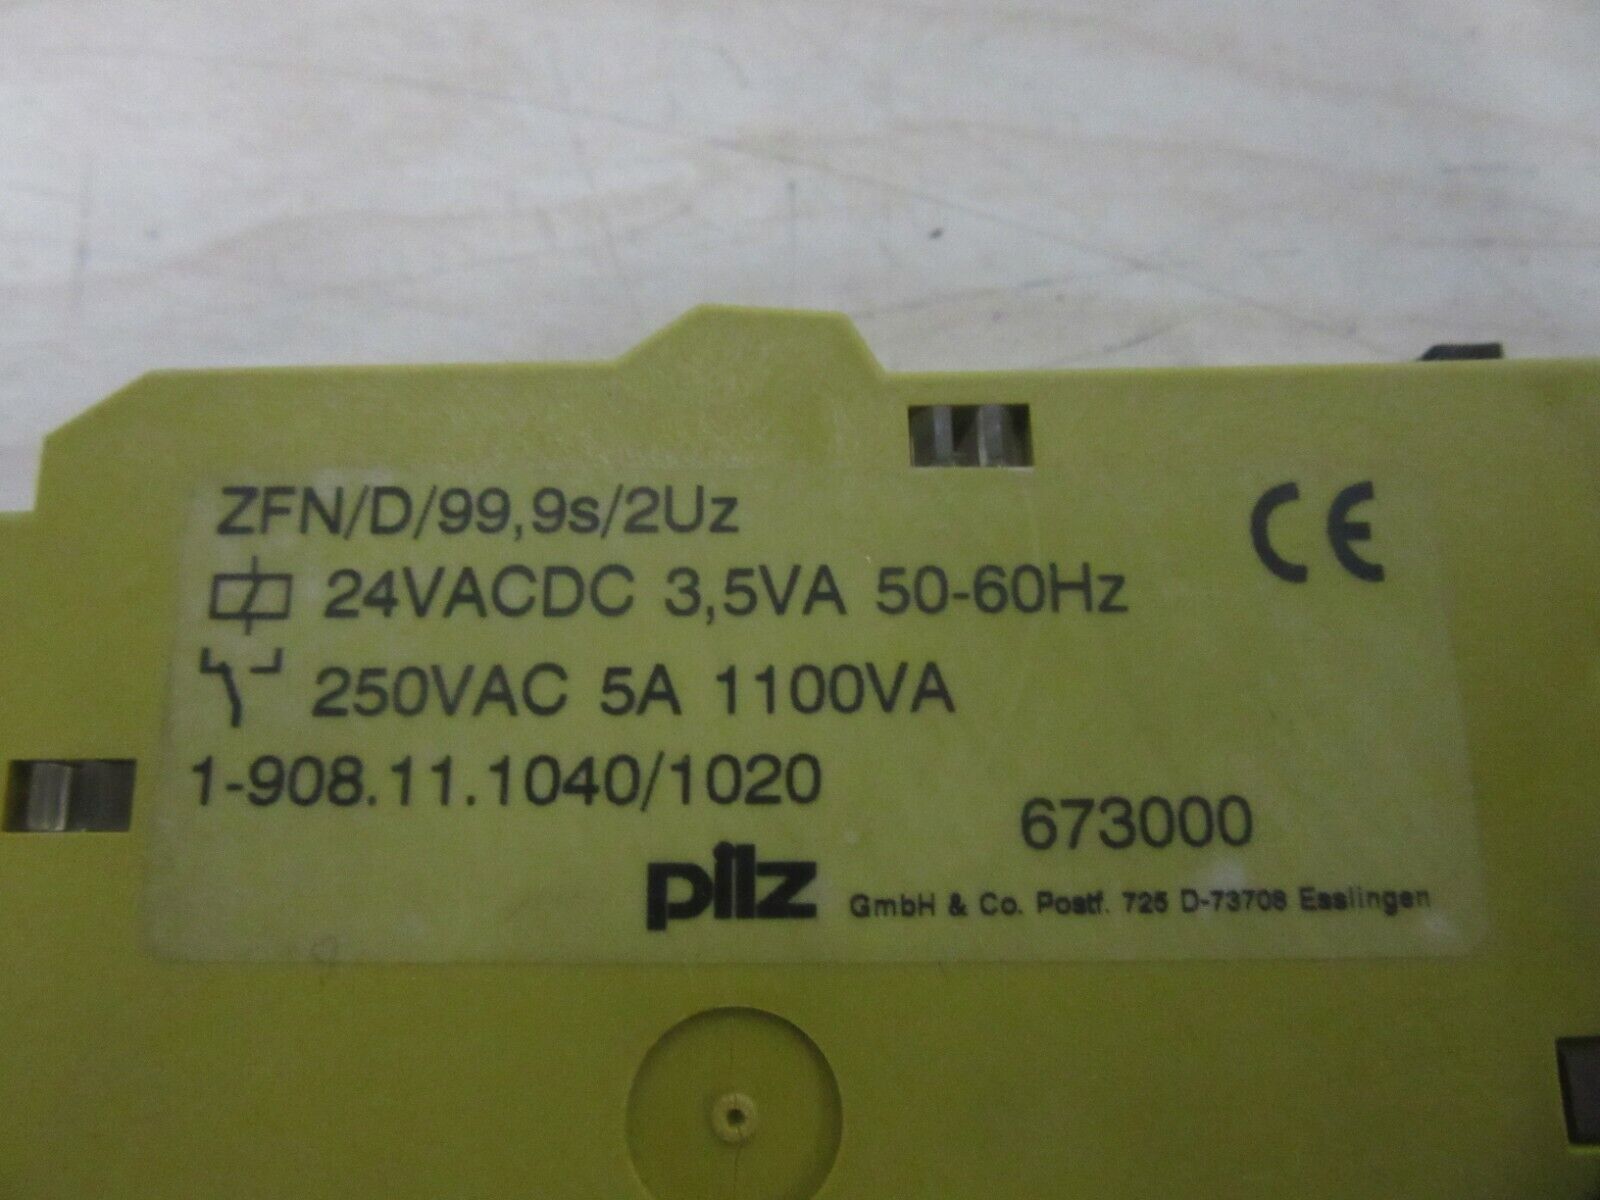 ZFN/D/99,9s/2Uz
CE
24VACDC 3,5VA 50-60Hz
250VAC 5A 1100VA
1-908.11.1040/1020
673000
pilz GmbH & Co. Postf. 725 D-73708 Esslingen